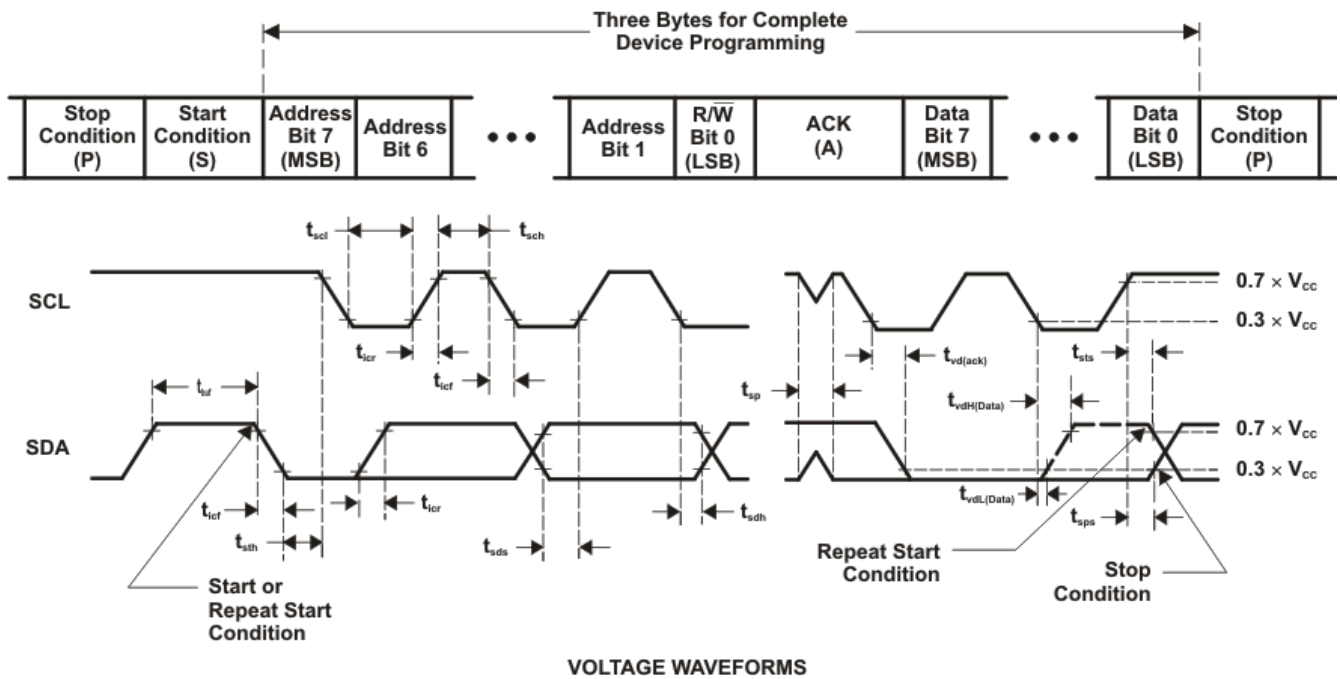 Three Bytes for Complete
Device Programming
Stop
Condition
(P)
Start
Condition
(S)
Address
Bit 7
(MSB)
Address
Bit 6
•••
Address
Bit 1
R/W̅
Bit 0
(LSB)
ACK
(A)
Data
Bit 7
(MSB)
•••
Data
Bit 0
(LSB)
Stop
Condition
(P)
tscl
tsch
SCL
0.7 × Vcc
0.3 × Vcc
ticr
ticf
tvd(ack)
tsts
tsp
tvdH(Data)
tbuf
SDA
0.7 × Vcc
0.3 × Vcc
ticf
ticr
tsth
tsds
tsdh
tvdL(Data)
tsps
Start or
Repeat Start
Condition
Repeat Start
Condition
Stop
Condition
VOLTAGE WAVEFORMS